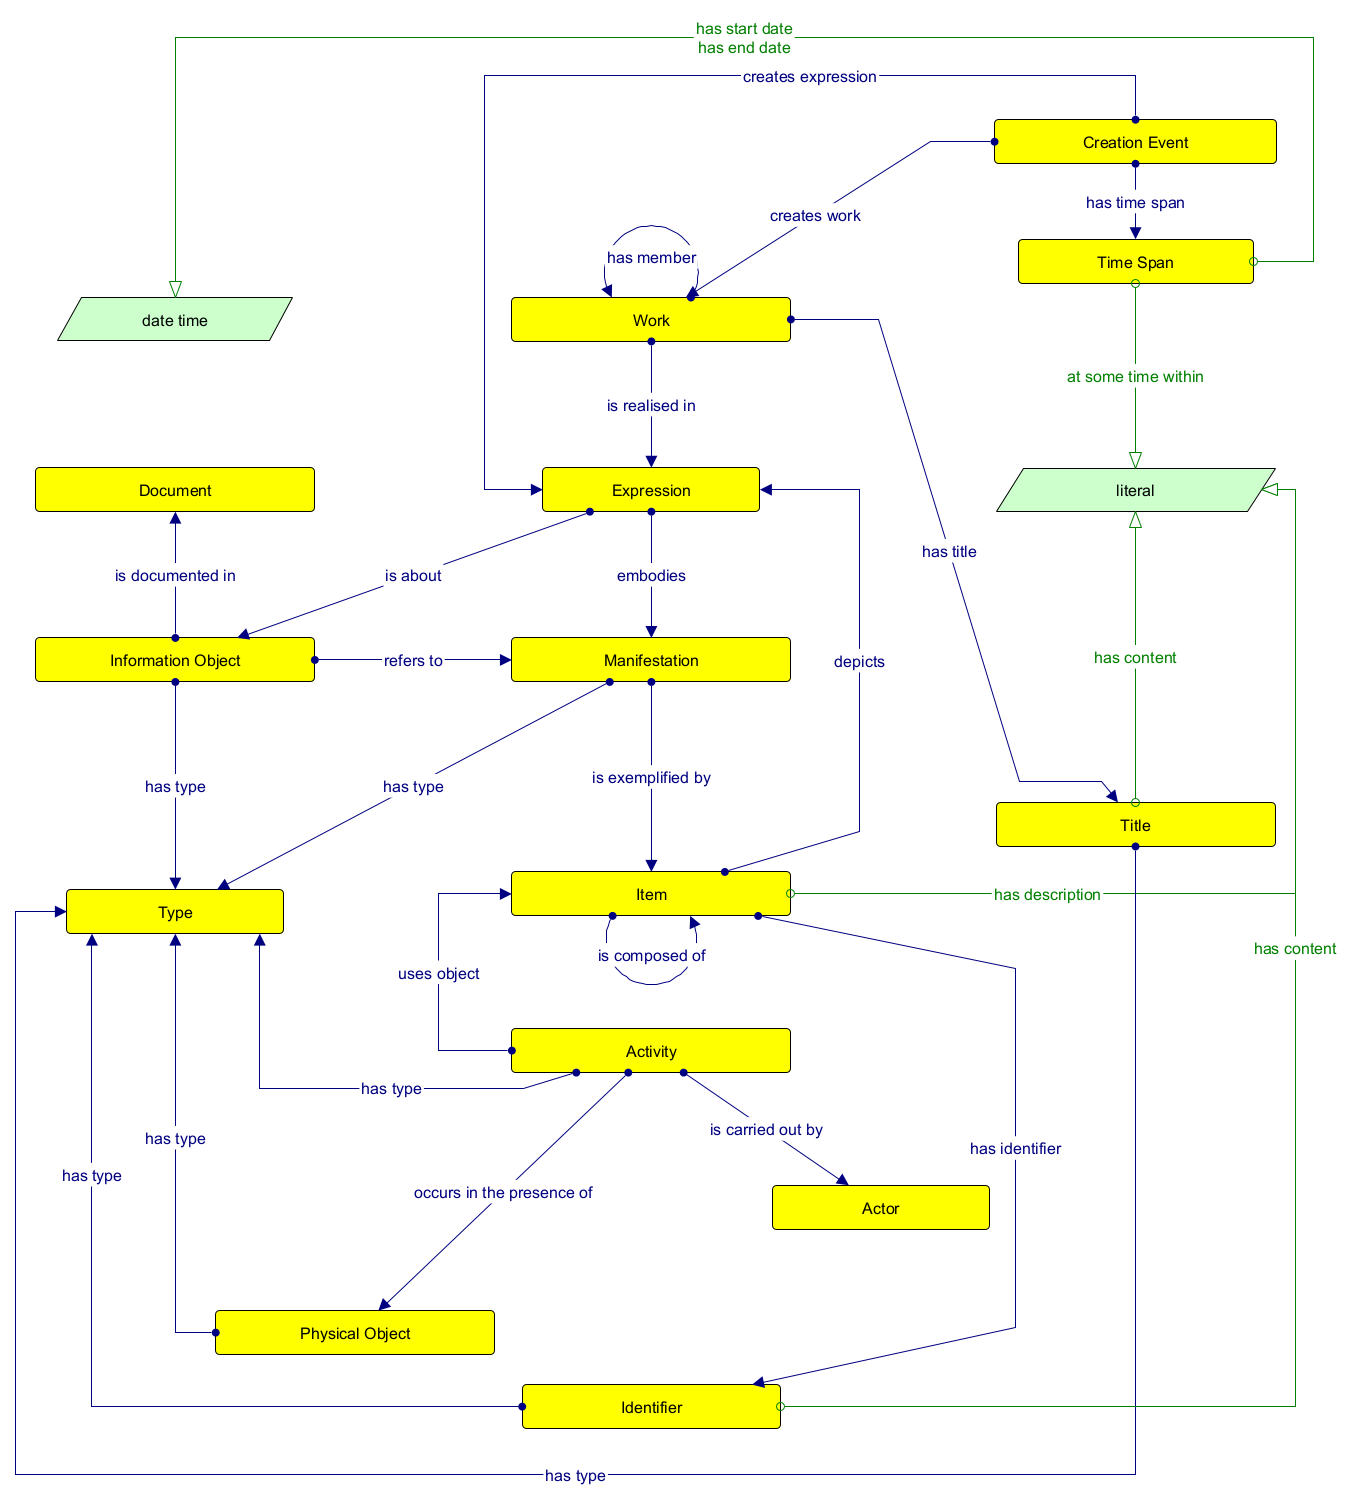 has start date
has end date
creates expression
Creation Event
has time span
creates work
has member
Time Span
date time
Work
at some time within
is realised in
Document
Expression
literal
has title
is documented in
is about
embodies
has content
Information Object
refers to
Manifestation
depicts
has type
has type
is exemplified by
Title
Type
Item
has description
has content
is composed of
uses object
Activity
has type
is carried out by
has type
has identifier
has type
occurs in the presence of
Actor
Physical Object
Identifier
has type